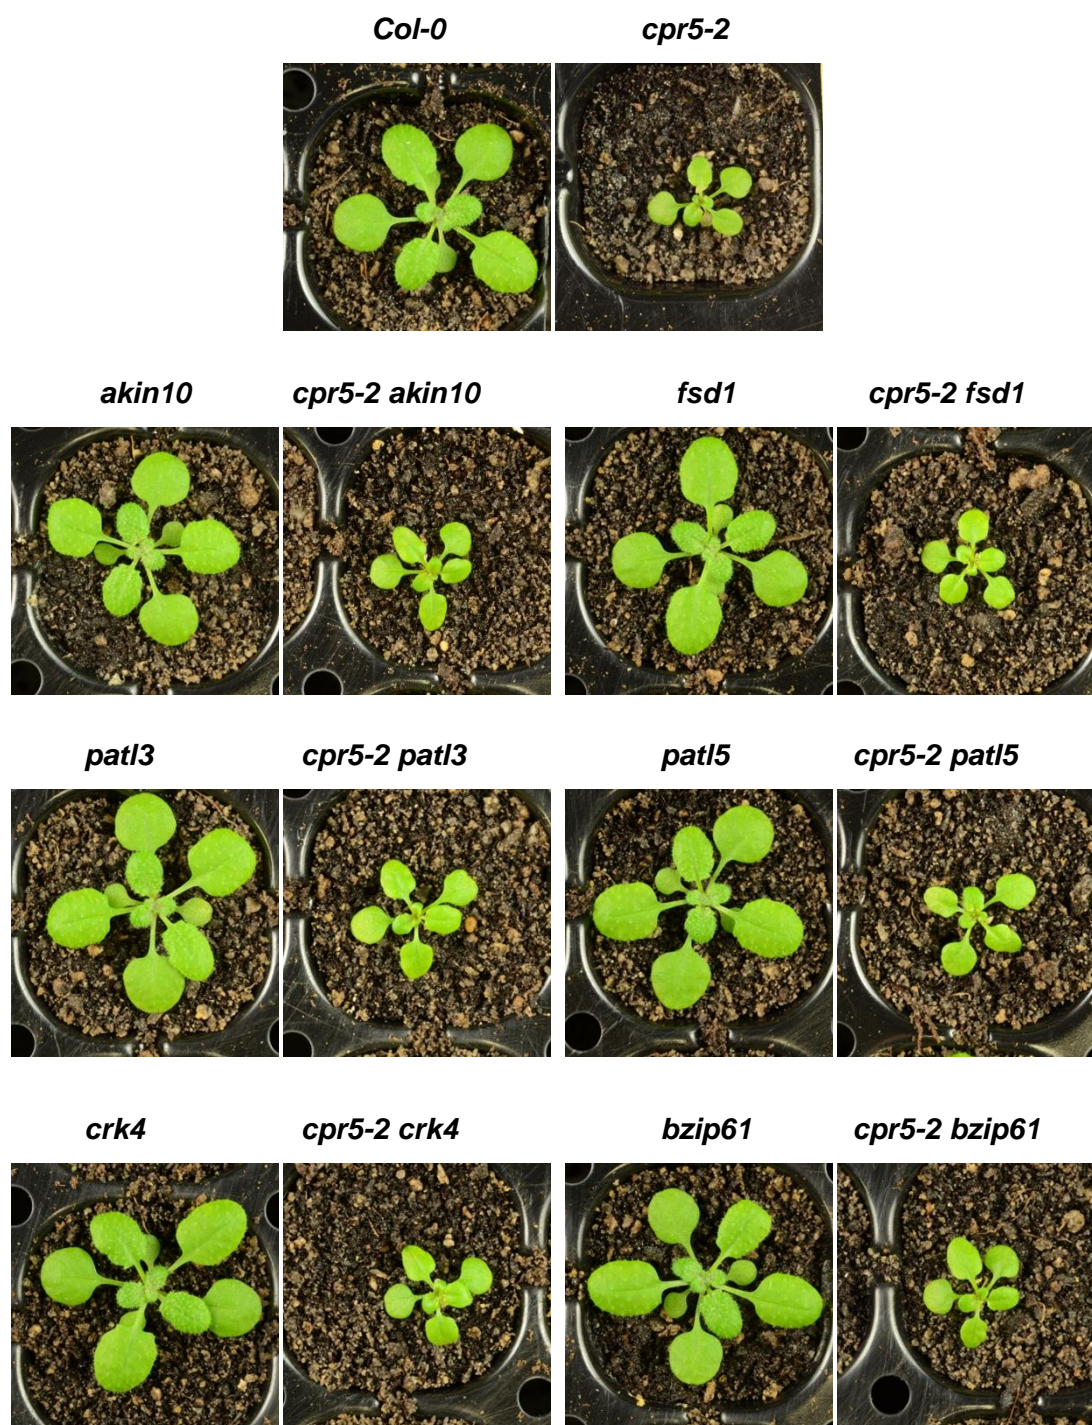 Col-0 cpr5-2
akin10 cpr5-2 akin10 fsd1 cpr5-2 fsd1
patl3 cpr5-2 patl3 patl5 cpr5-2 patl5
crk4 cpr5-2 crk4 bzip61 cpr5-2 bzip61